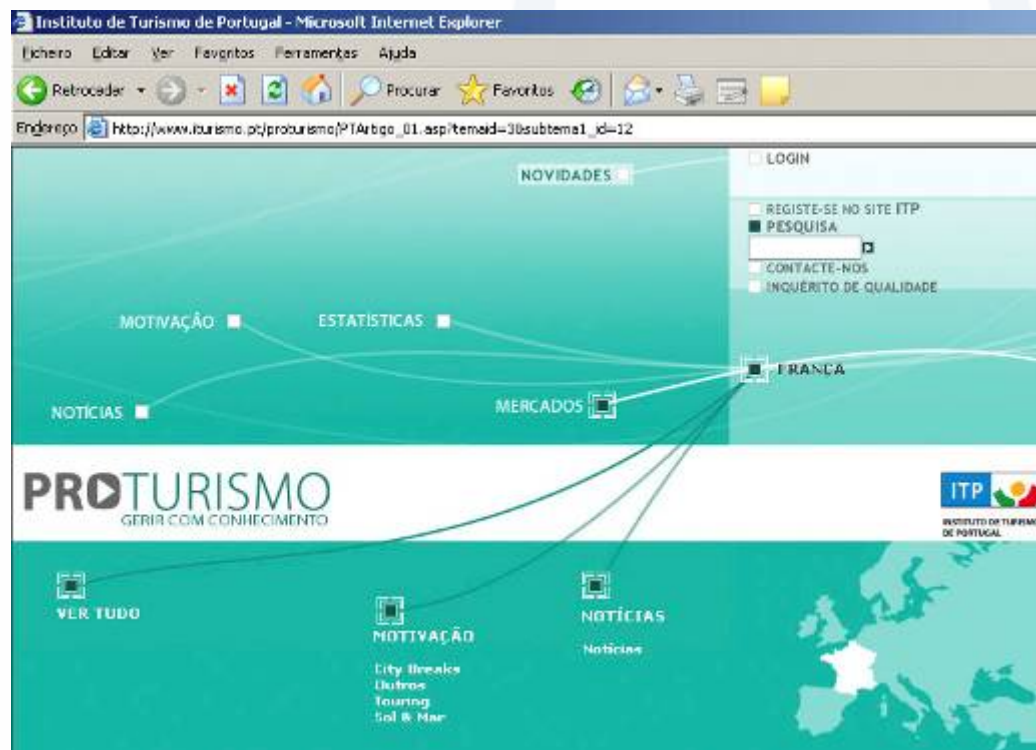 Instituto de Turismo de Portugal - Microsoft Internet Explorer
Ficheiro Editar Ver Favoritos Ferramentas Ajuda
Retroceder Procurar Favoritos
Endereço http://www.iturismo.pt/proturismo/PTArtigo_01.asp?temaid=3&subtema1_id=12
NOVIDADES
LOGIN
REGISTE-SE NO SITE ITP
PESQUISA
CONTACTE-NOS
INQUÉRITO DE QUALIDADE
MOTIVAÇÃO
ESTATÍSTICAS
FRANÇA
NOTÍCIAS
MERCADOS
PROTURISMO
GERIR COM CONHECIMENTO
ITP
INSTITUTO DE TURISMO
DE PORTUGAL
VER TUDO
MOTIVAÇÃO
City Breaks
Outros
Touring
Sol & Mar
NOTÍCIAS
Notícias